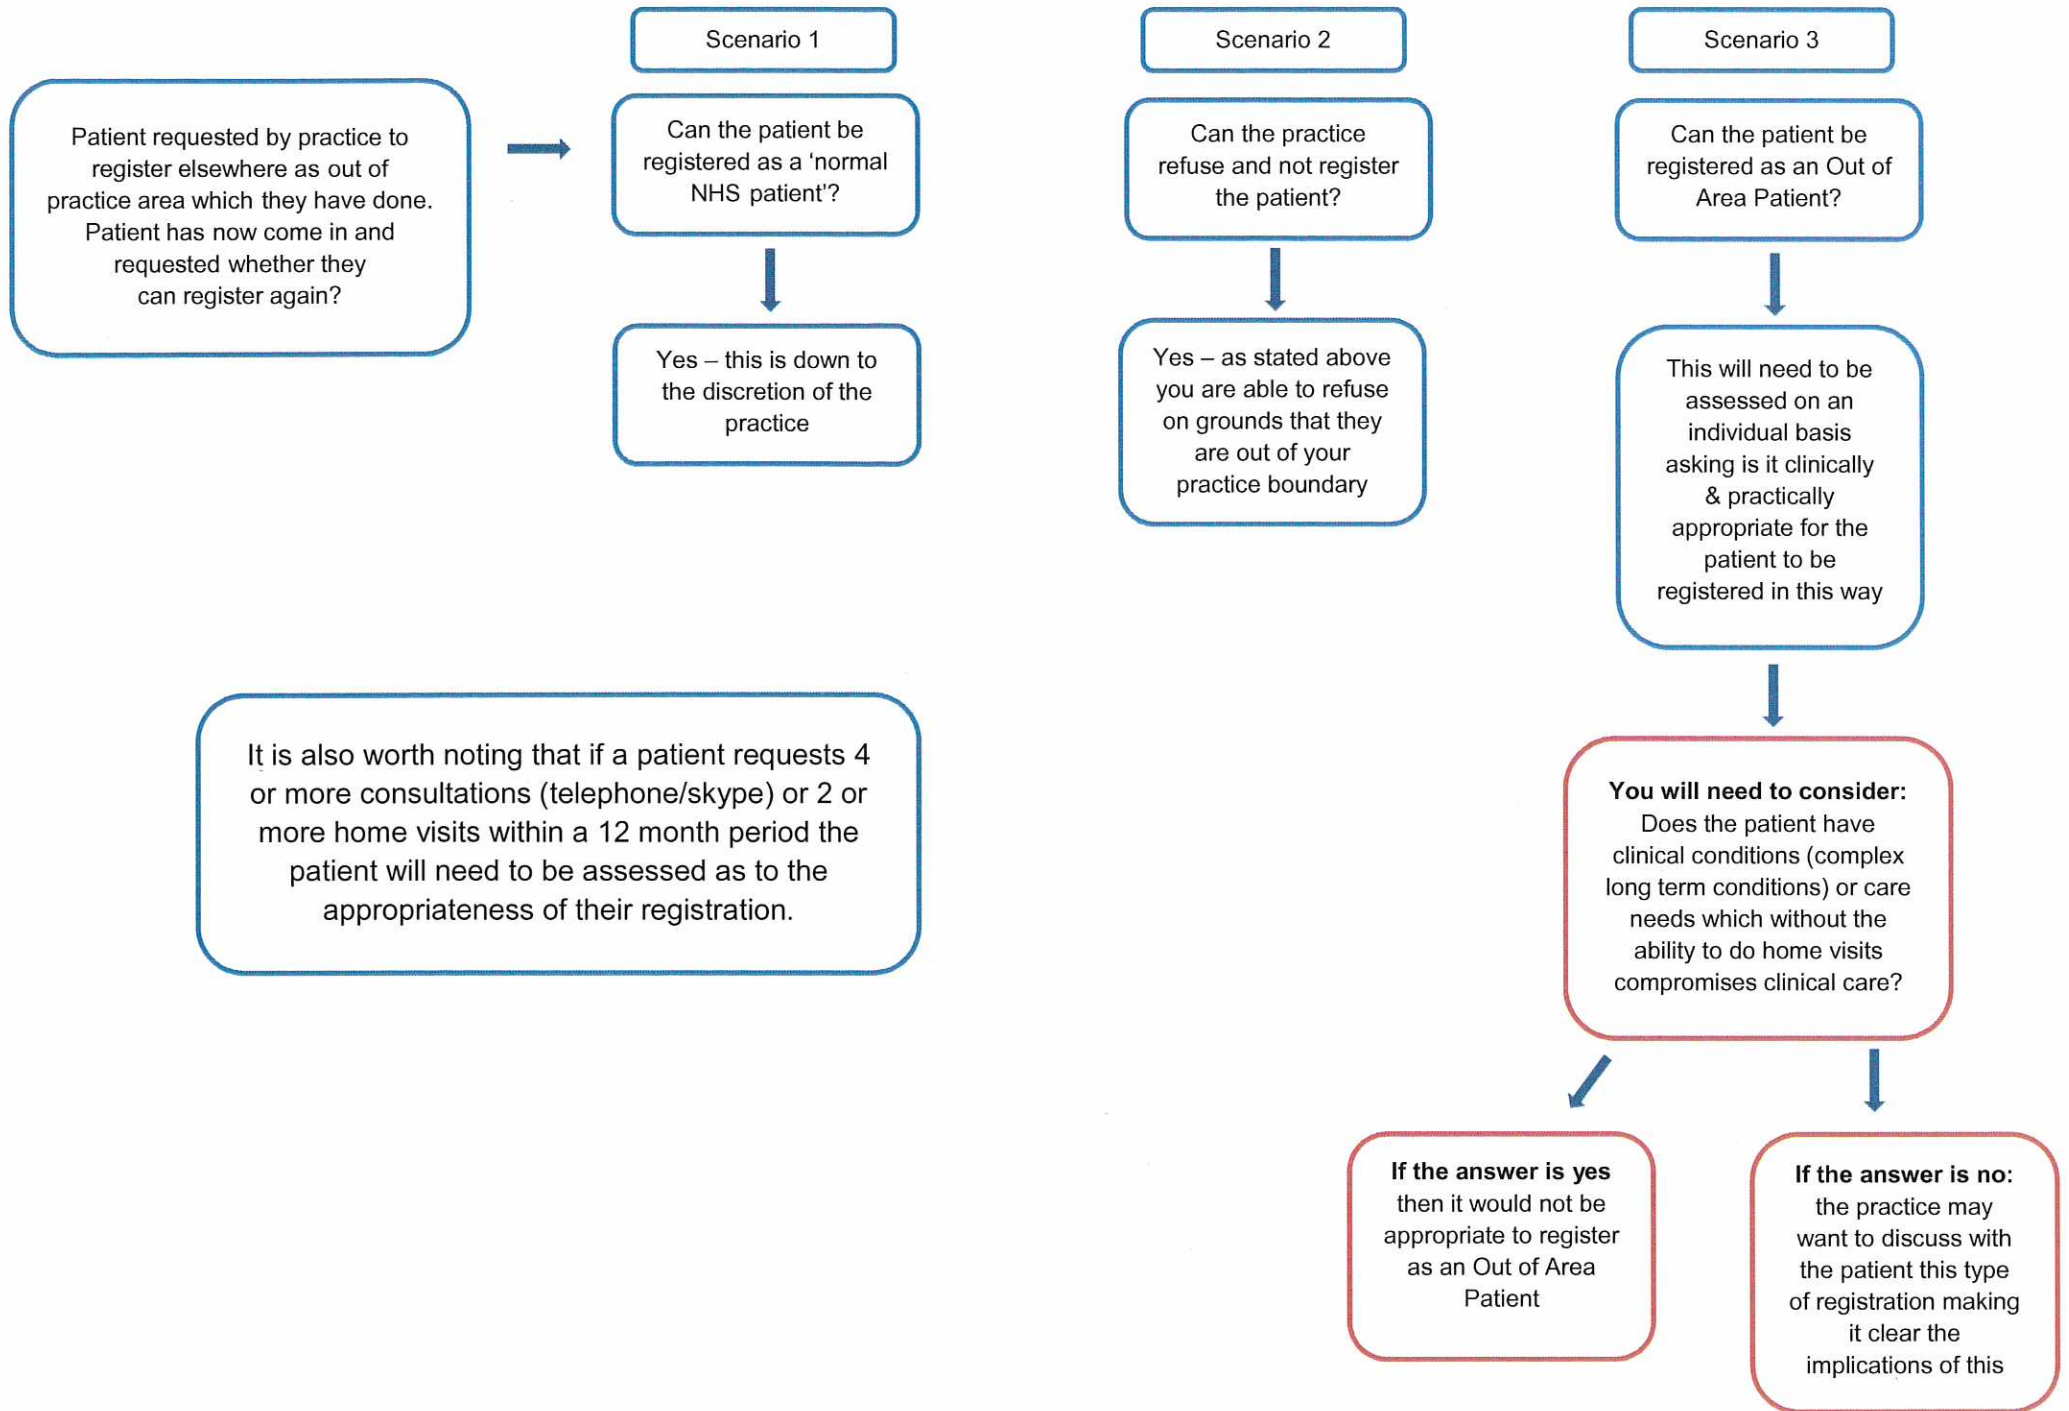 Scenario 1
Scenario 2
Scenario 3
Patient requested by practice to
register elsewhere as out of
practice area which they have done.
Patient has now come in and
requested whether they
can register again?
Can the patient be
registered as a ‘normal
NHS patient’?
Yes – this is down to
the discretion of the
practice
Can the practice
refuse and not register
the patient?
Yes – as stated above
you are able to refuse
on grounds that they
are out of your
practice boundary
Can the patient be
registered as an Out of
Area Patient?
This will need to be
assessed on an
individual basis
asking is it clinically
& practically
appropriate for the
patient to be
registered in this way
It is also worth noting that if a patient requests 4
or more consultations (telephone/skype) or 2 or
more home visits within a 12 month period the
patient will need to be assessed as to the
appropriateness of their registration.
You will need to consider:
Does the patient have
clinical conditions (complex
long term conditions) or care
needs which without the
ability to do home visits
compromises clinical care?
If the answer is yes
then it would not be
appropriate to register
as an Out of Area
Patient
If the answer is no:
the practice may
want to discuss with
the patient this type
of registration making
it clear the
implications of this